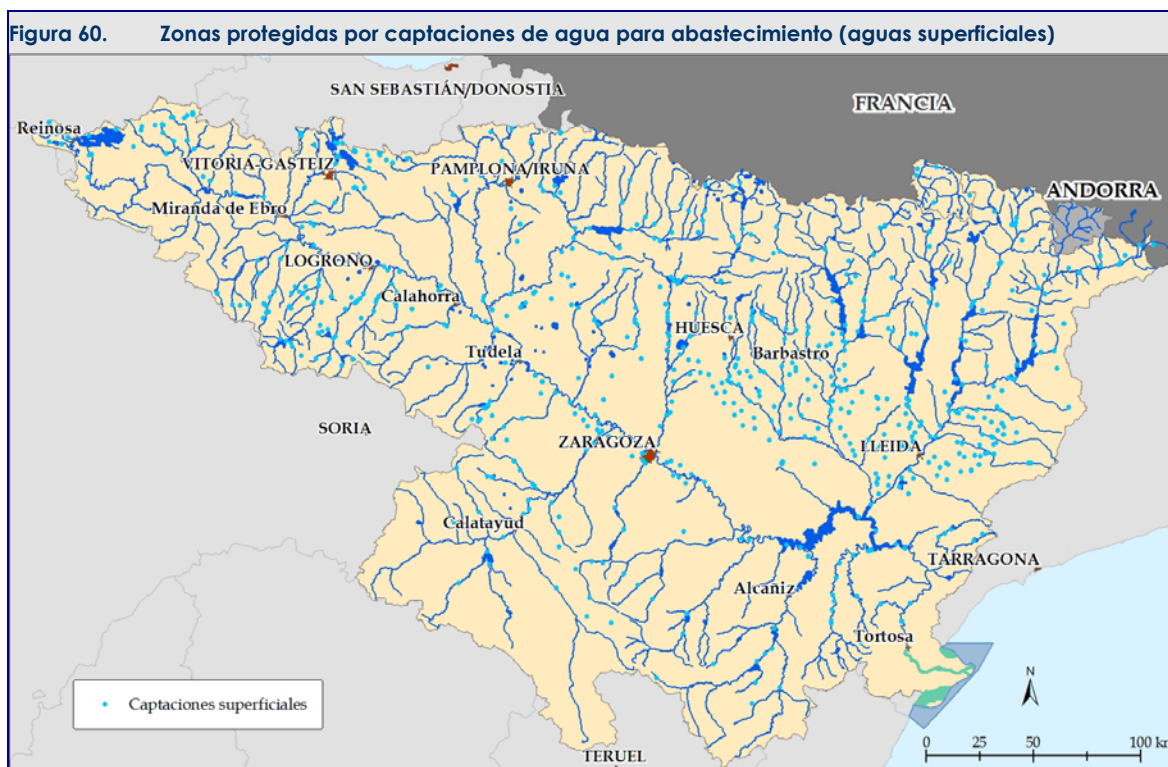 Figura 60. Zonas protegidas por captaciones de agua para abastecimiento (aguas superficiales)
SAN SEBASTIÁN/DONOSTIA
FRANCIA
Reinosa
VITORIA-GASTEIZ
PAMPLONA/IRUNA
ANDORRA
Miranda de Ebro
LOGROÑO
Calahorra
HUESCA
Tudela
Barbastro
SORIA
ZARAGOZA
LLEIDA
Calatayud
TARRAGONA
Alcañiz
Tortosa
N
Captaciones superficiales
0 25 50 100 km
TERUEL